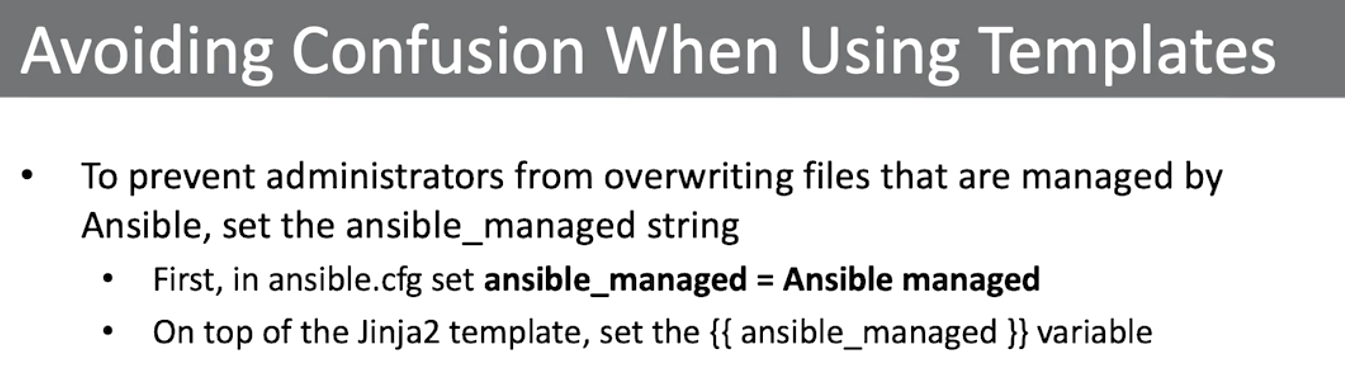 Avoiding Confusion When Using Templates
• To prevent administrators from overwriting files that are managed by
Ansible, set the ansible_managed string
• First, in ansible.cfg set ansible_managed = Ansible managed
• On top of the Jinja2 template, set the {{ ansible_managed }} variable